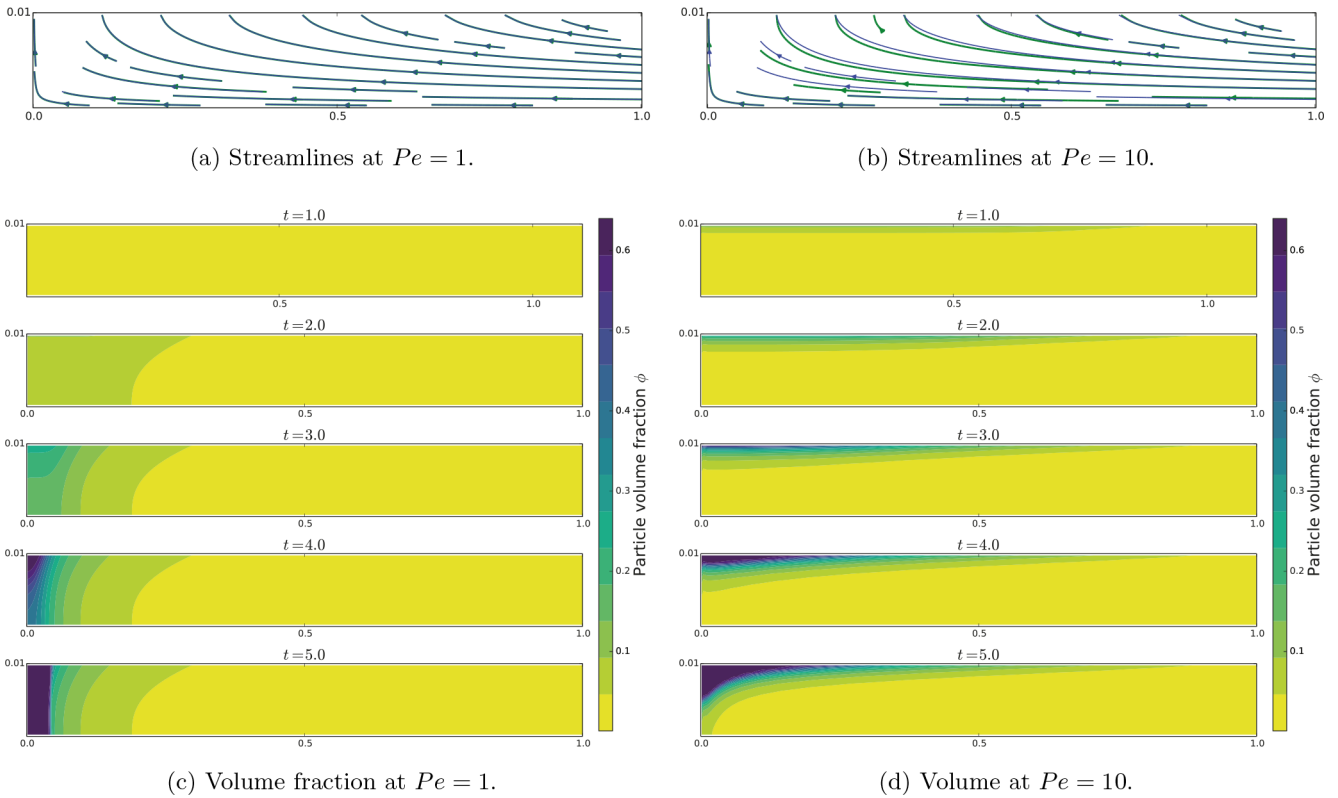 0.01
0.0 0.5 1.0
(a) Streamlines at Pe = 1.
0.01
0.0 0.5 1.0
(b) Streamlines at Pe = 10.
t=1.0
0.01
0.5 1.0
t=2.0
0.01
0.0 0.5 1.0
t=3.0
0.01
0.0 0.5 1.0
t=4.0
0.01
0.0 0.5 1.0
t=5.0
0.01
0.0 0.5 1.0
0.6
0.5
0.4
0.3
0.2
0.1
Particle volume fraction ϕ
(c) Volume fraction at Pe = 1.
t=1.0
0.01
0.5 1.0
t=2.0
0.01
0.0 0.5 1.0
t=3.0
0.01
0.0 0.5 1.0
t=4.0
0.01
0.0 0.5 1.0
t=5.0
0.01
0.0 0.5 1.0
0.6
0.5
0.4
0.3
0.2
0.1
Particle volume fraction ϕ
(d) Volume at Pe = 10.